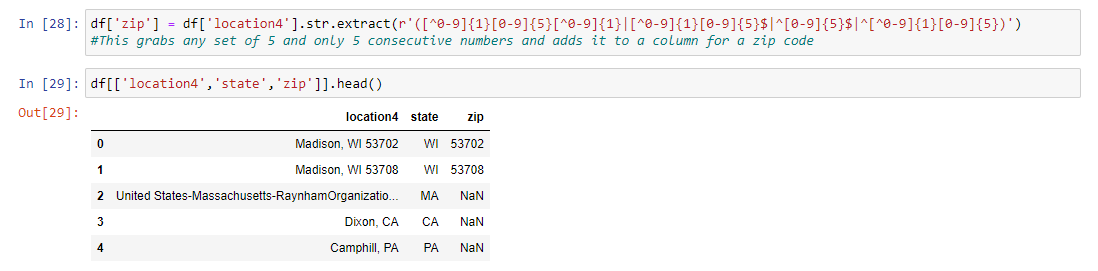 In [28]: df['zip'] = df['location4'].str.extract(r'([^0-9]{1}[0-9]{5}[^0-9]{1}|[^0-9]{1}[0-9]{5}$|^[0-9]{5}$|^[^0-9]{1}[0-9]{5})')
#This grabs any set of 5 and only 5 consecutive numbers and adds it to a column for a zip code
In [29]: df[['location4','state','zip']].head()
Out[29]:
location4 state zip
0 Madison, WI 53702 WI 53702
1 Madison, WI 53708 WI 53708
2 United States-Massachusetts-RaynhamOrganizatio... MA NaN
3 Dixon, CA CA NaN
4 Camphill, PA PA NaN